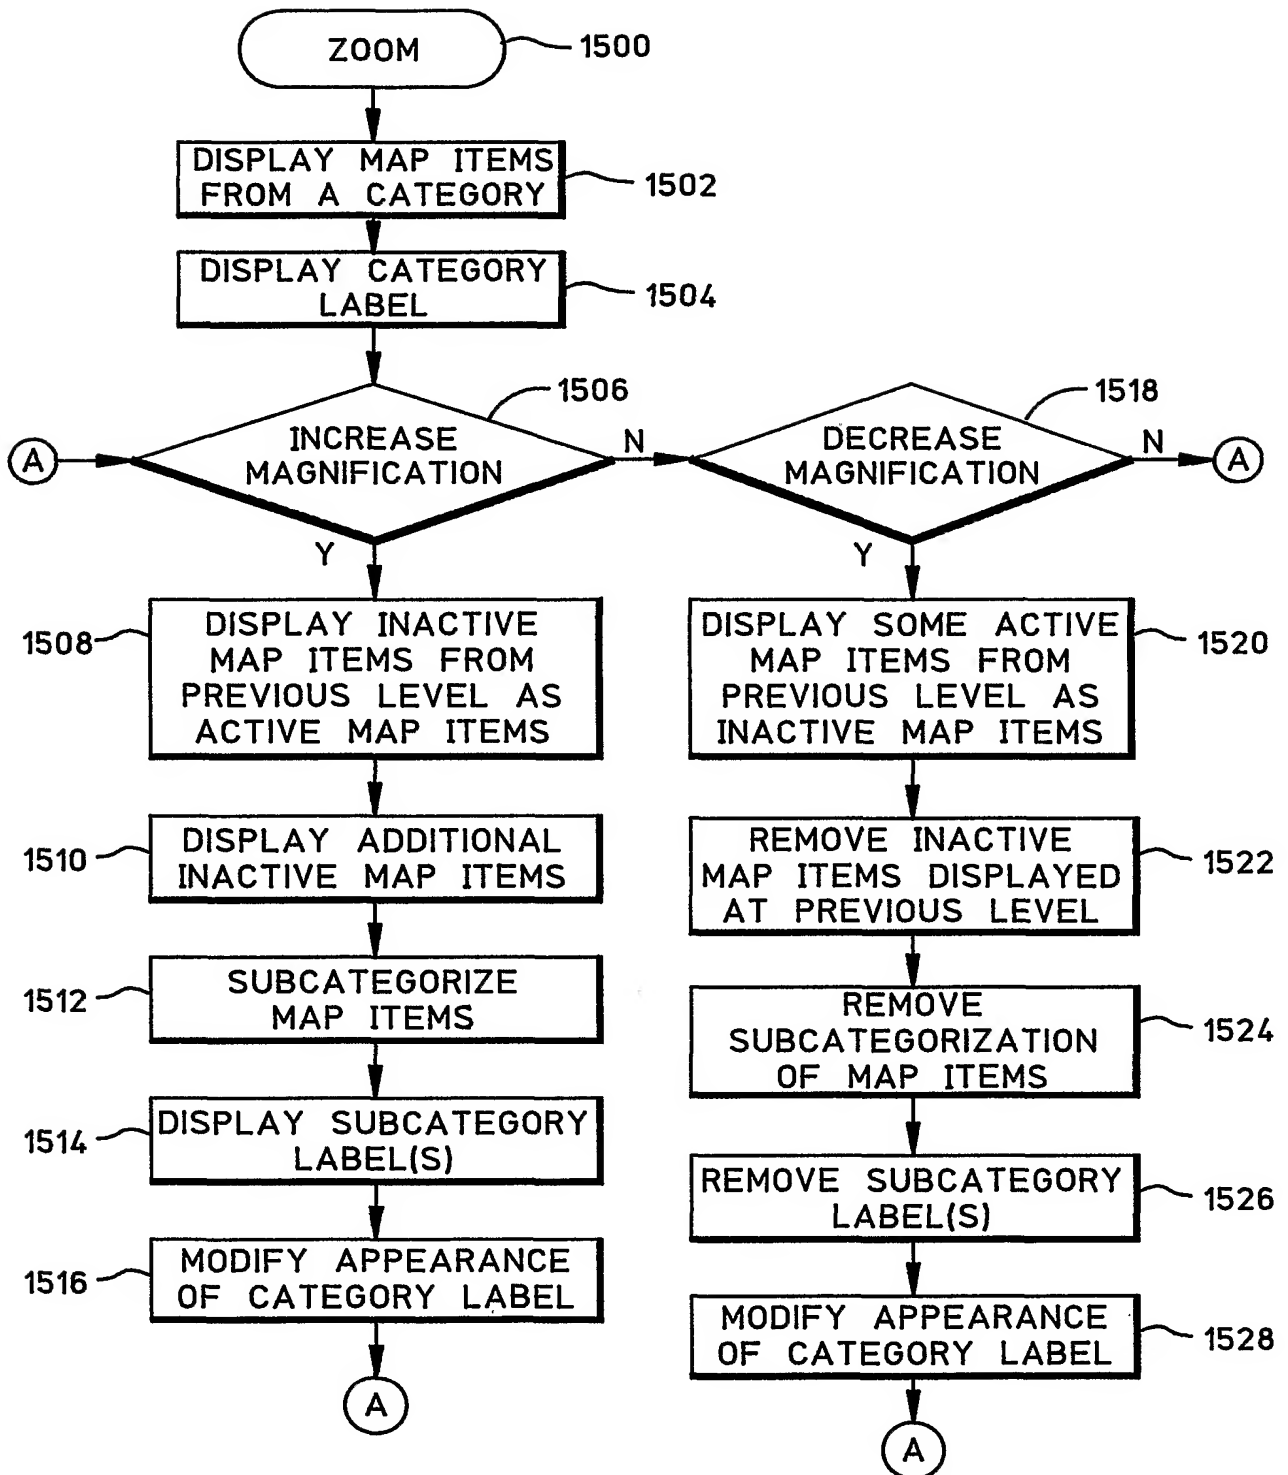 ZOOM
1500
DISPLAY MAP ITEMS
FROM A CATEGORY
1502
DISPLAY CATEGORY
LABEL
1504
1506
1518
A
INCREASE
MAGNIFICATION
N
DECREASE
MAGNIFICATION
N
A
Y
Y
1508
DISPLAY INACTIVE
MAP ITEMS FROM
PREVIOUS LEVEL AS
ACTIVE MAP ITEMS
DISPLAY SOME ACTIVE
MAP ITEMS FROM
PREVIOUS LEVEL AS
INACTIVE MAP ITEMS
1520
1510
DISPLAY ADDITIONAL
INACTIVE MAP ITEMS
REMOVE INACTIVE
MAP ITEMS DISPLAYED
AT PREVIOUS LEVEL
1522
1512
SUBCATEGORIZE
MAP ITEMS
REMOVE
SUBCATEGORIZATION
OF MAP ITEMS
1524
1514
DISPLAY SUBCATEGORY
LABEL(S)
REMOVE SUBCATEGORY
LABEL(S)
1526
1516
MODIFY APPEARANCE
OF CATEGORY LABEL
MODIFY APPEARANCE
OF CATEGORY LABEL
1528
A
A